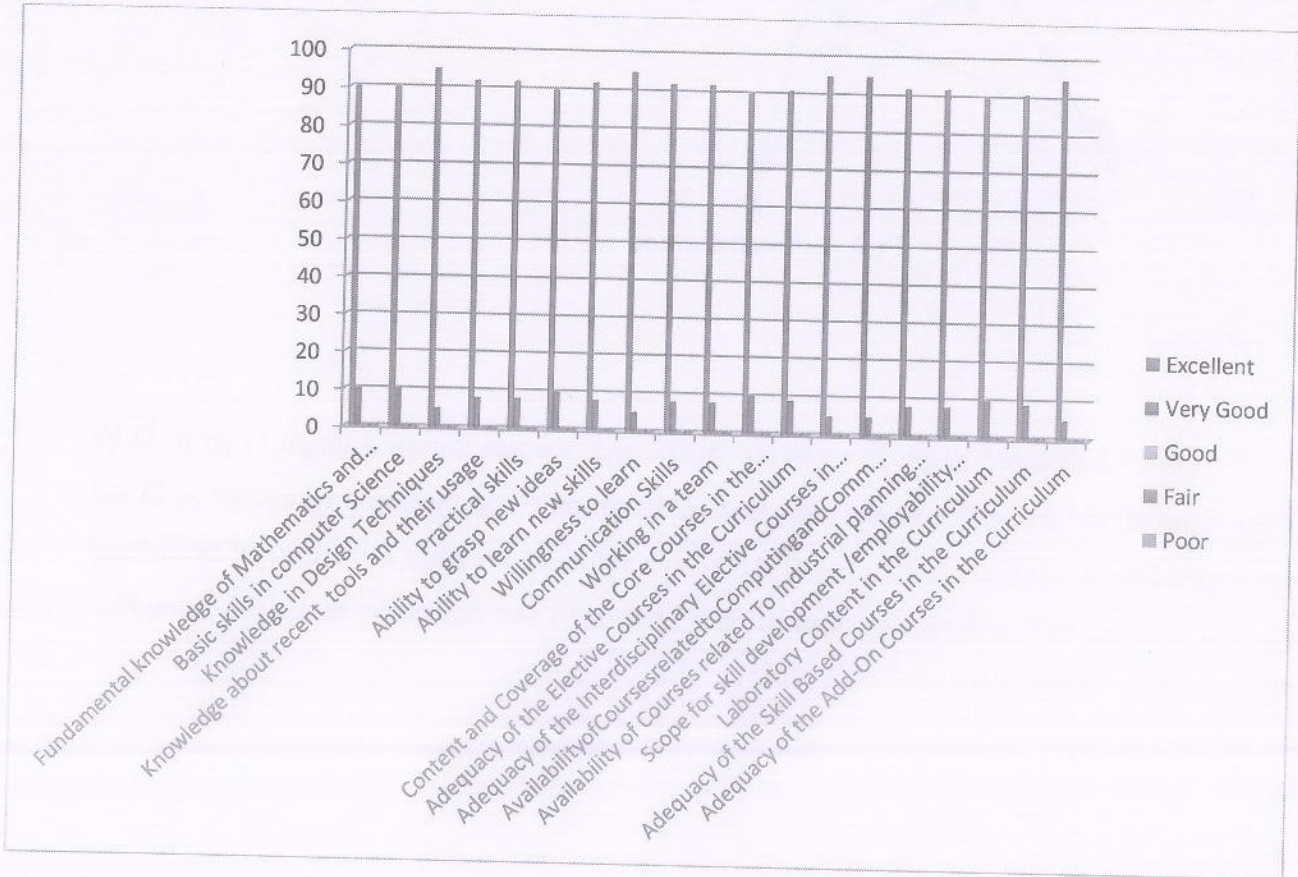 100
90
80
70
60
50
40
30
20
10
0
Fundamental knowledge of Mathematics and...
Basic skills in computer Science
Knowledge in Design Techniques
Knowledge about recent tools and their usage
Practical skills
Ability to grasp new ideas
Ability to learn new skills
Willingness to learn
Communication Skills
Working in a team
Content and Coverage of the Core Courses in the...
Adequacy of the Elective Courses in the Curriculum
Adequacy of the Interdisciplinary Elective Courses in...
AvailabilityofCoursesrelatedtoComputingandComm...
Availability of Courses related To Industrial planning...
Scope for skill development /employability...
Laboratory Content in the Curriculum
Adequacy of the Skill Based Courses in the Curriculum
Adequacy of the Add-On Courses in the Curriculum
Excellent
Very Good
Good
Fair
Poor